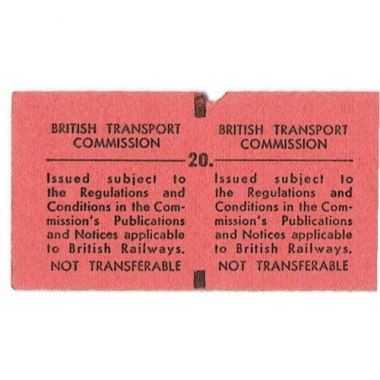 BRITISH TRANSPORT
COMMISSION
Issued subject to
the Regulations and
Conditions in the Com-
mission's Publications
and Notices applicable
to British Railways.
NOT TRANSFERABLE
20.
BRITISH TRANSPORT
COMMISSION
Issued subject to
the Regulations and
Conditions in the Com-
mission's Publications
and Notices applicable
to British Railways.
NOT TRANSFERABLE